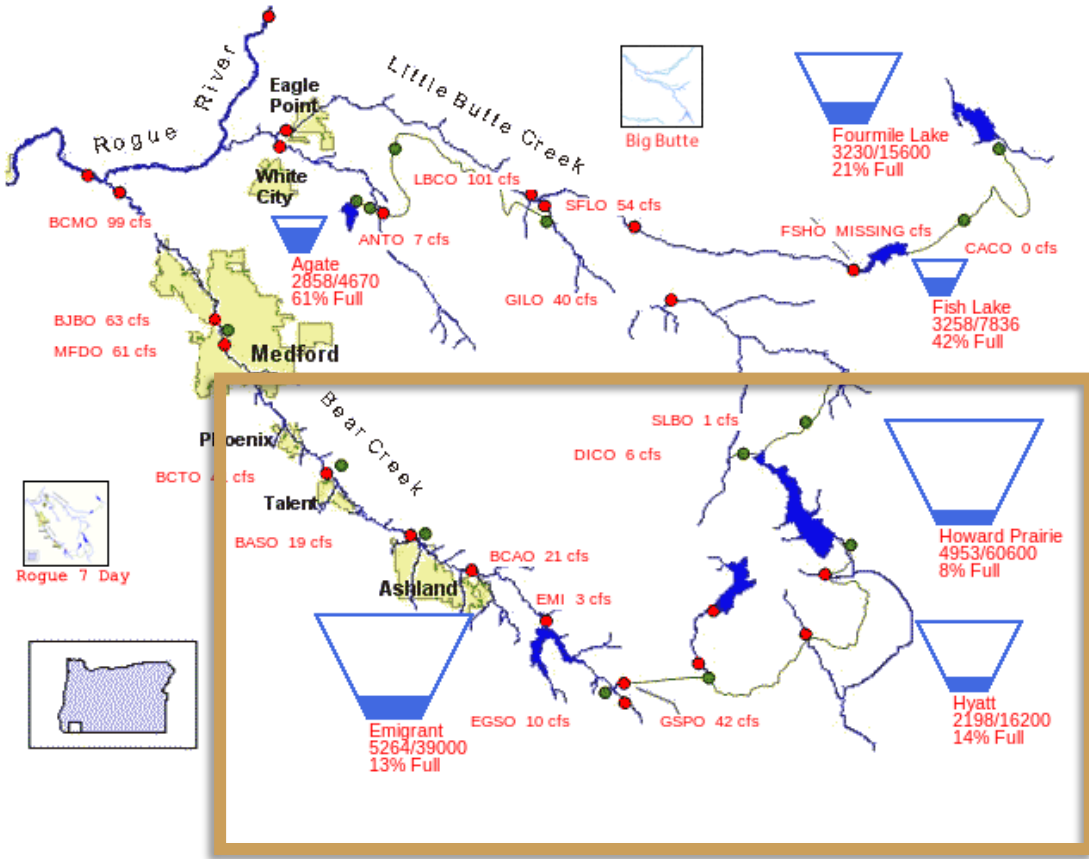 Rogue River
Eagle
Point
Little Butte Creek
Big Butte
Fourmile Lake
3230/15600
21% Full
White
City
LBCO 101 cfs
SFLO 54 cfs
BCMO 99 cfs
ANTO 7 cfs
FSHO MISSING cfs
CACO 0 cfs
Agate
2858/4670
61% Full
GILO 40 cfs
Fish Lake
3258/7836
42% Full
BJBO 63 cfs
MFDO 61 cfs
Medford
Bear Creek
SLBO 1 cfs
Phoenix
DICO 6 cfs
BCTO 41 cfs
Talent
Howard Prairie
4953/60600
8% Full
BASO 19 cfs
BCAO 21 cfs
Rogue 7 Day
Ashland
EMI 3 cfs
EGSO 10 cfs
GSPO 42 cfs
Emigrant
5264/39000
13% Full
Hyatt
2198/16200
14% Full